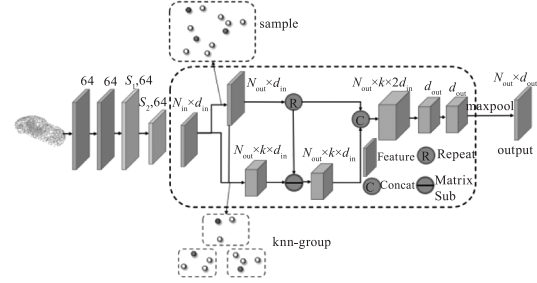 sample
64
64
S1,64
S2,64
Nin×din
Nout×din
R
Nout×k×din
Nout×k×din
C
Nout×k×2din
dout
dout
maxpool
Nout×dout
output
Feature
R Repeat
C Concat
Matrix
Sub
knn-group